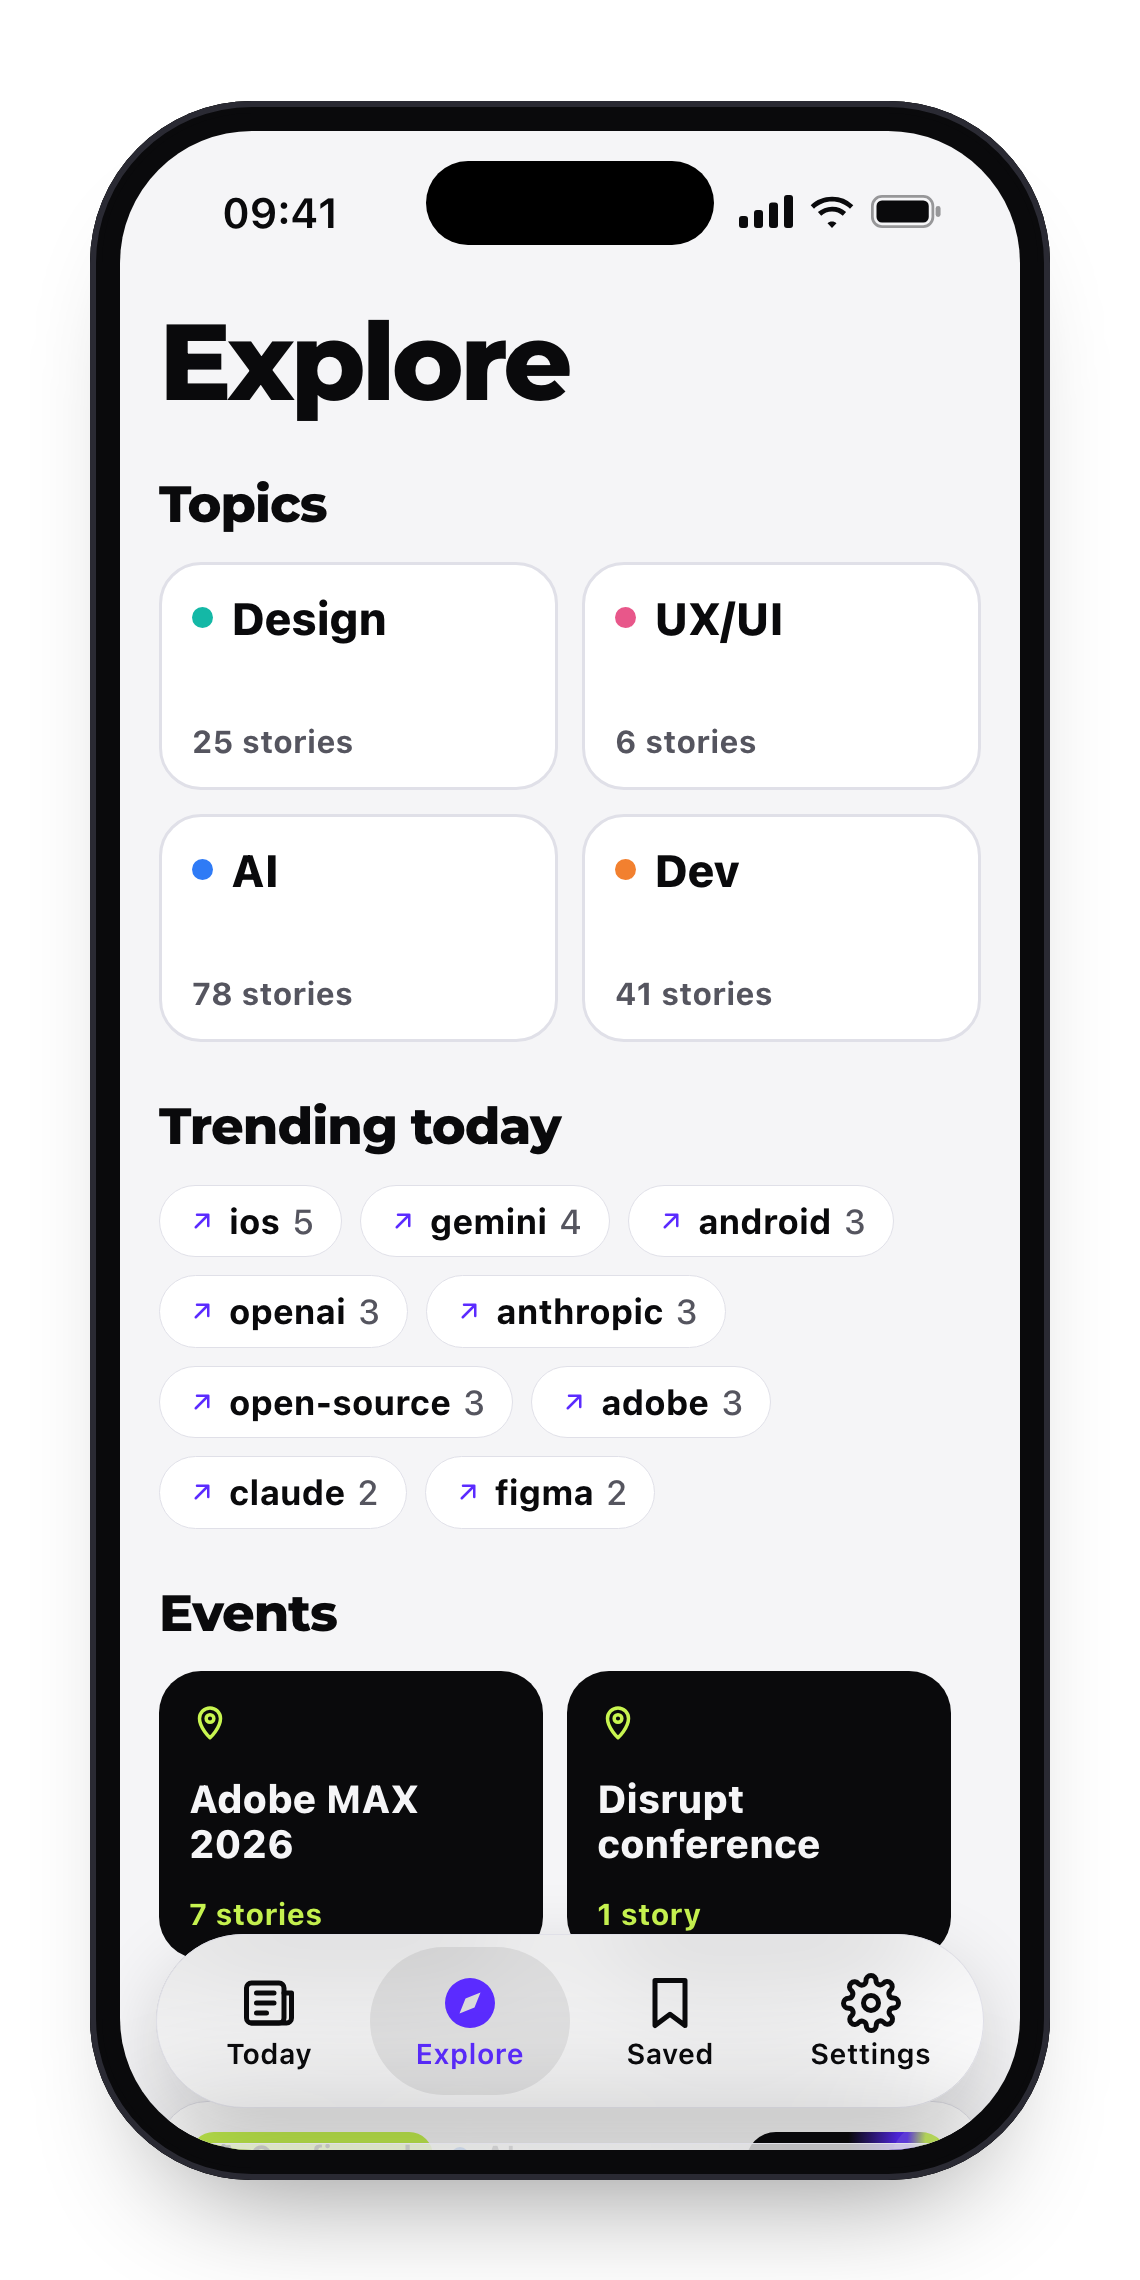 09:41
Explore
Topics
Design
UX/UI
25 stories
6 stories
AI
Dev
78 stories
41 stories
Trending today
ios 5
gemini 4
android 3
openai 3
anthropic 3
open-source 3
adobe 3
claude 2
figma 2
Events
Adobe MAX
2026
7 stories
Disrupt
conference
1 story
Today
Explore
Saved
Settings